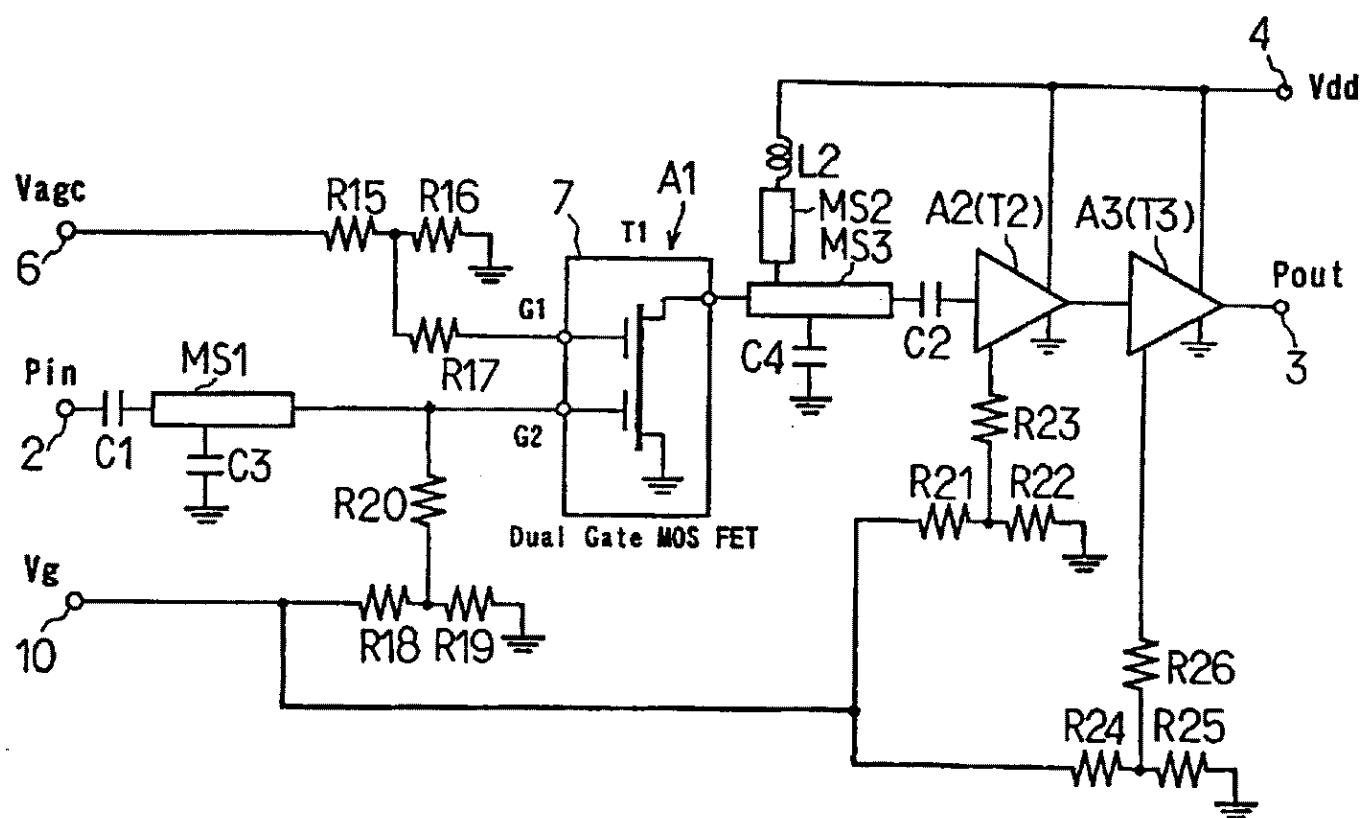 4
Vdd
L2
Vagc
R15
R16
7
A1
T1
MS2
MS3
A2(T2)
A3(T3)
6
G1
Pout
R17
C4
C2
3
Pin
MS1
2
C1
C3
G2
R23
R20
R21
R22
Dual Gate MOS FET
Vg
10
R18
R19
R26
R24
R25